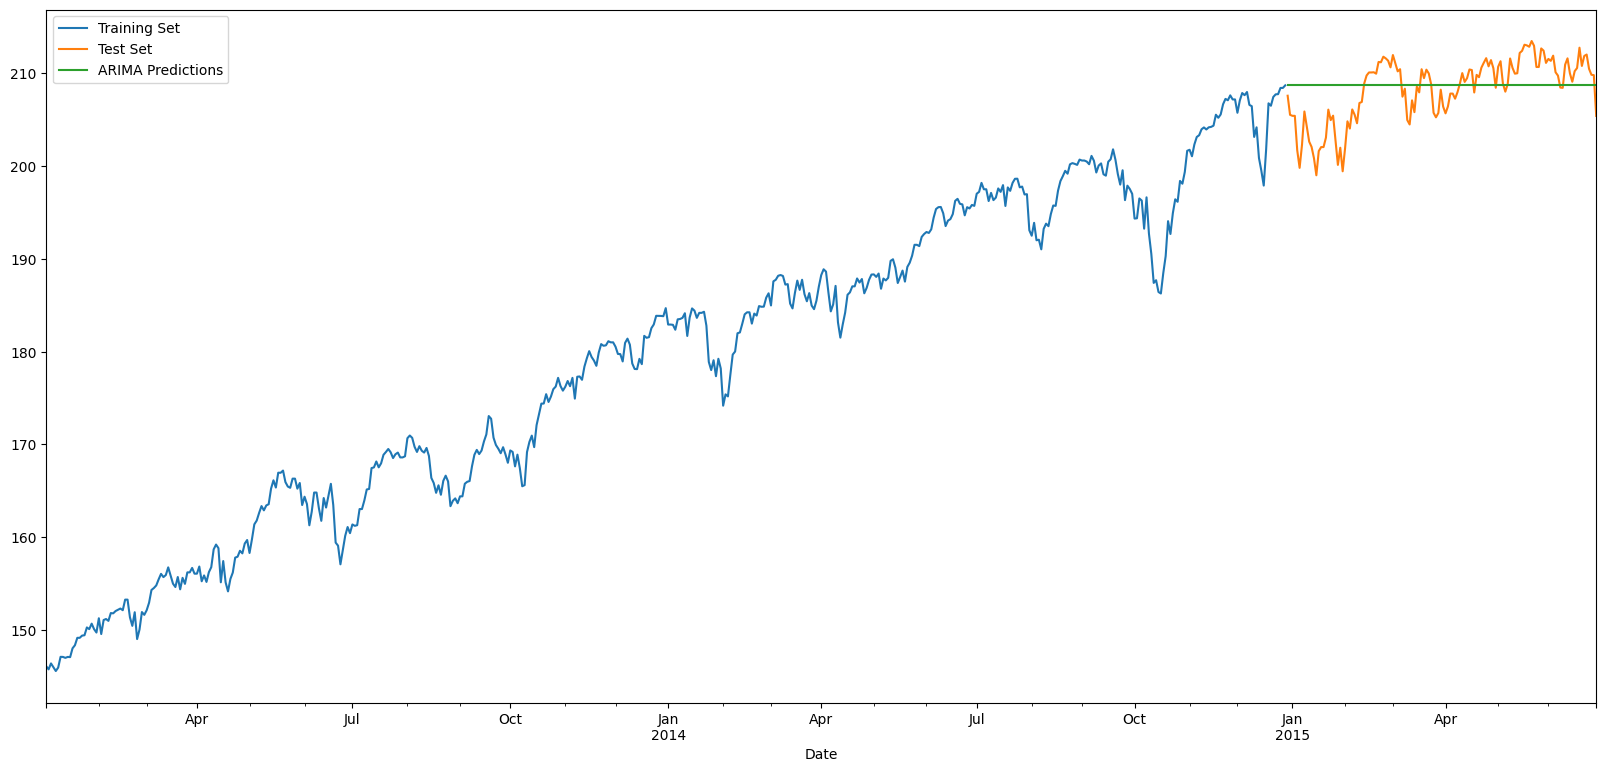 Training Set
Test Set
ARIMA Predictions
210
200
190
180
170
160
150
Apr
Jul
Oct
Jan
2014
Apr
Jul
Oct
Jan
2015
Apr
Date